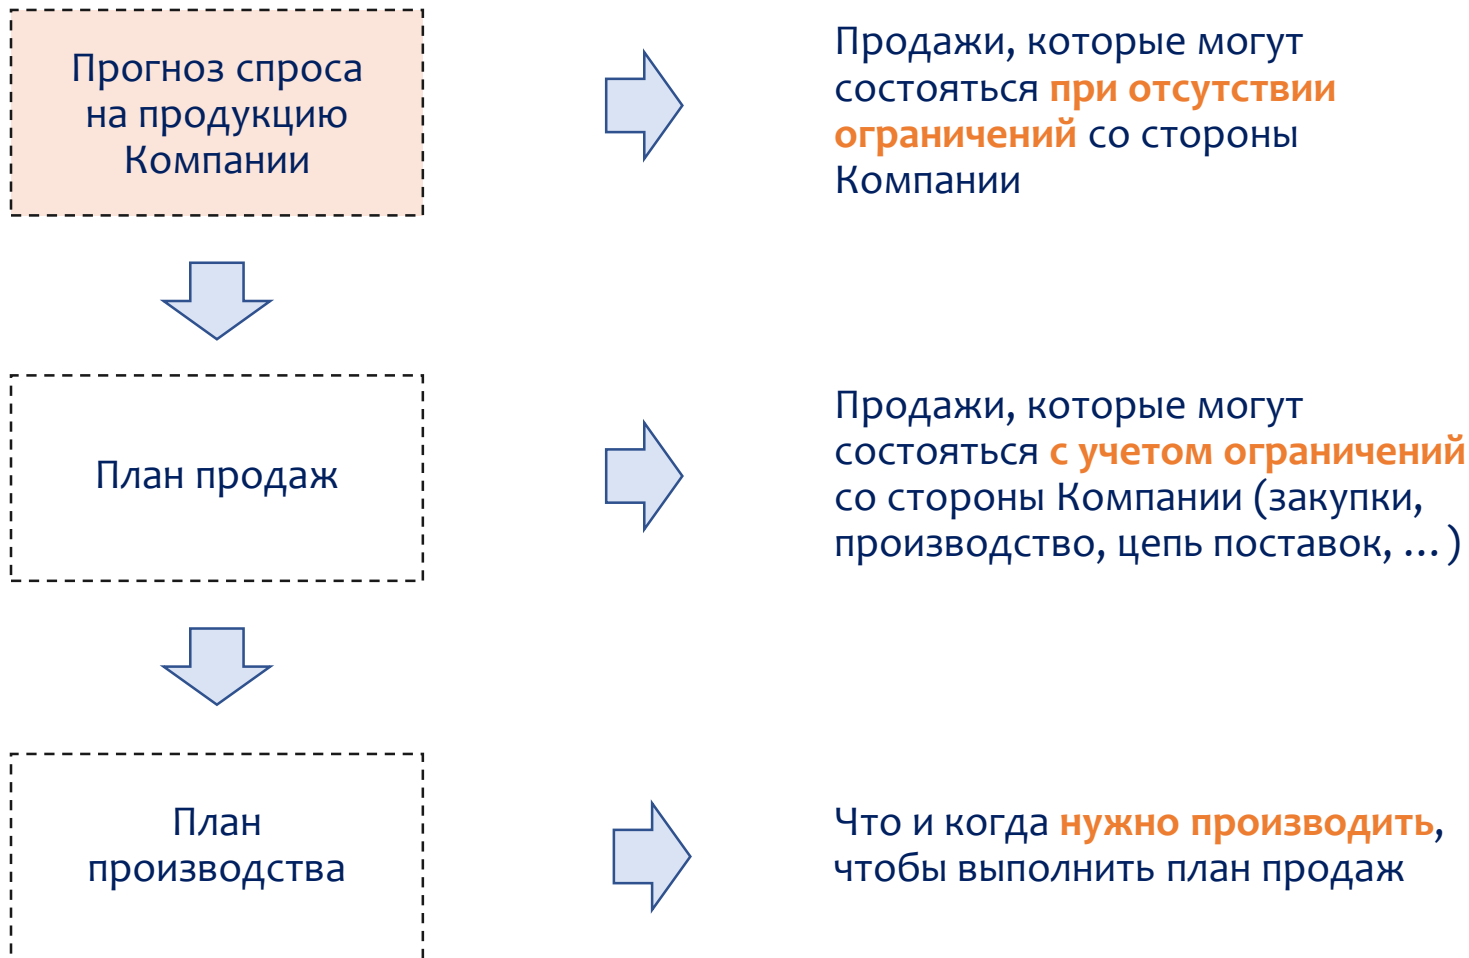 Прогноз спроса
на продукцию
Компании
Продажи, которые могут
состояться при отсутствии
ограничений со стороны
Компании
План продаж
Продажи, которые могут
состояться с учетом ограничений
со стороны Компании (закупки,
производство, цепь поставок, ... )
План
производства
Что и когда нужно производить,
чтобы выполнить план продаж